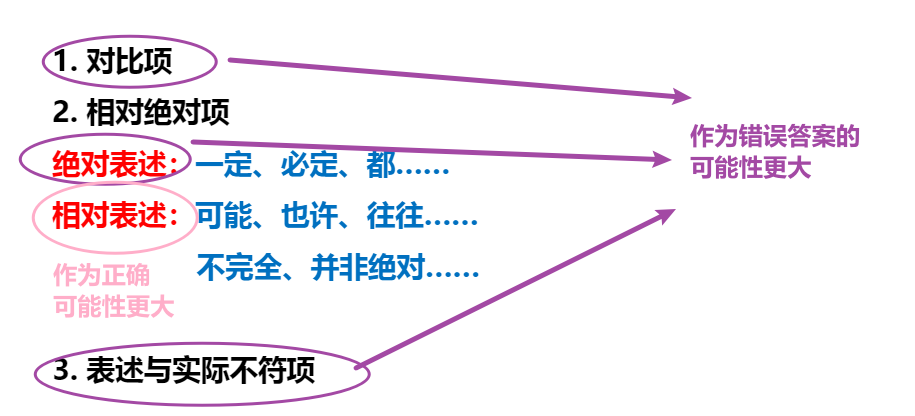 1. 对比项
2. 相对绝对项
作为错误答案的
可能性更大
绝对表述：一定、必定、都……
相对表述：可能、也许、往往……
不完全、并非绝对……
作为正确
可能性更大
3. 表述与实际不符项